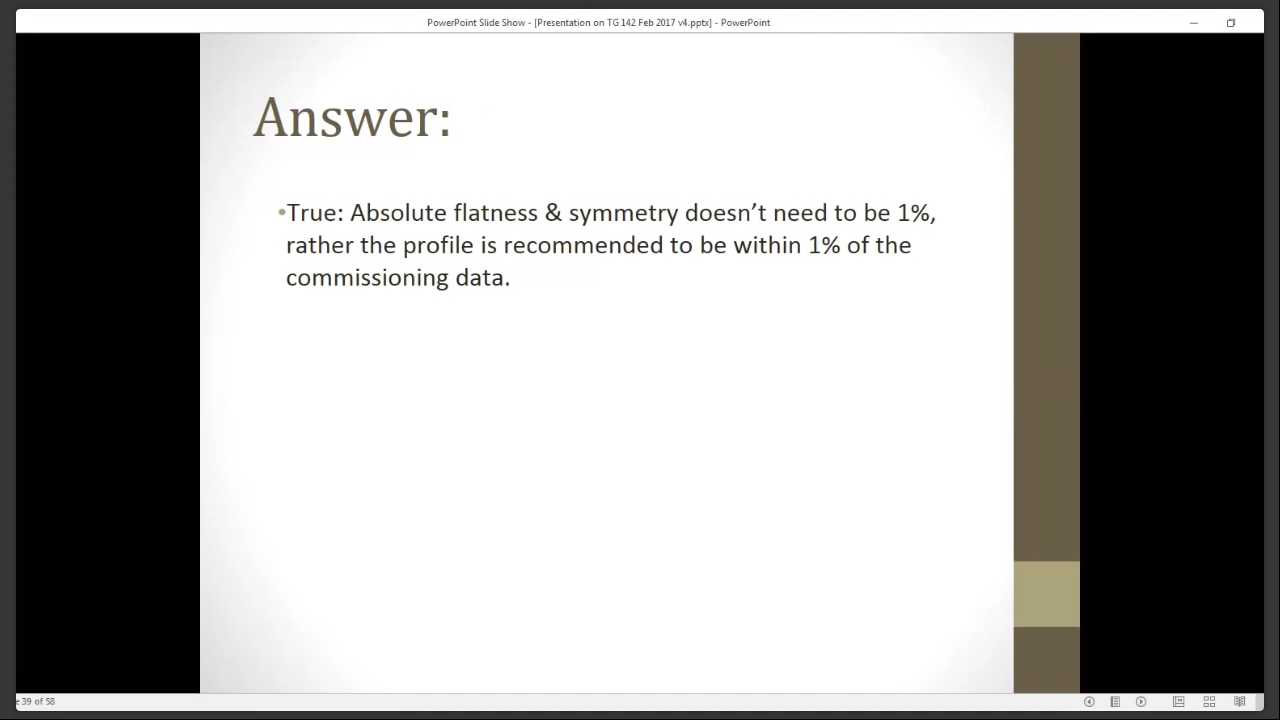 PowerPoint Slide Show - [Presentation on TG 142 Feb 2017 v4.pptx] - PowerPoint
Answer:
•True: Absolute flatness & symmetry doesn’t need to be 1%,
rather the profile is recommended to be within 1% of the
commissioning data.
e 39 of 58